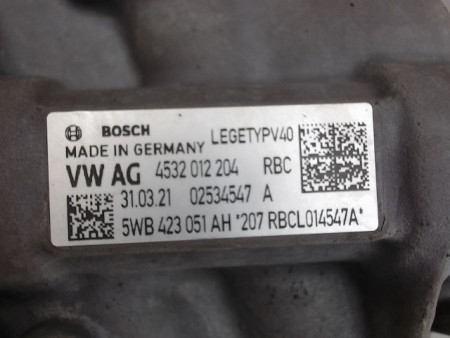 BOSCH LEGETYPV40
MADE IN GERMANY
VW AG 4532 012 204 RBC
31.03.21 02534547 A
5WB 423 051 AH *207 RBCL014547A*